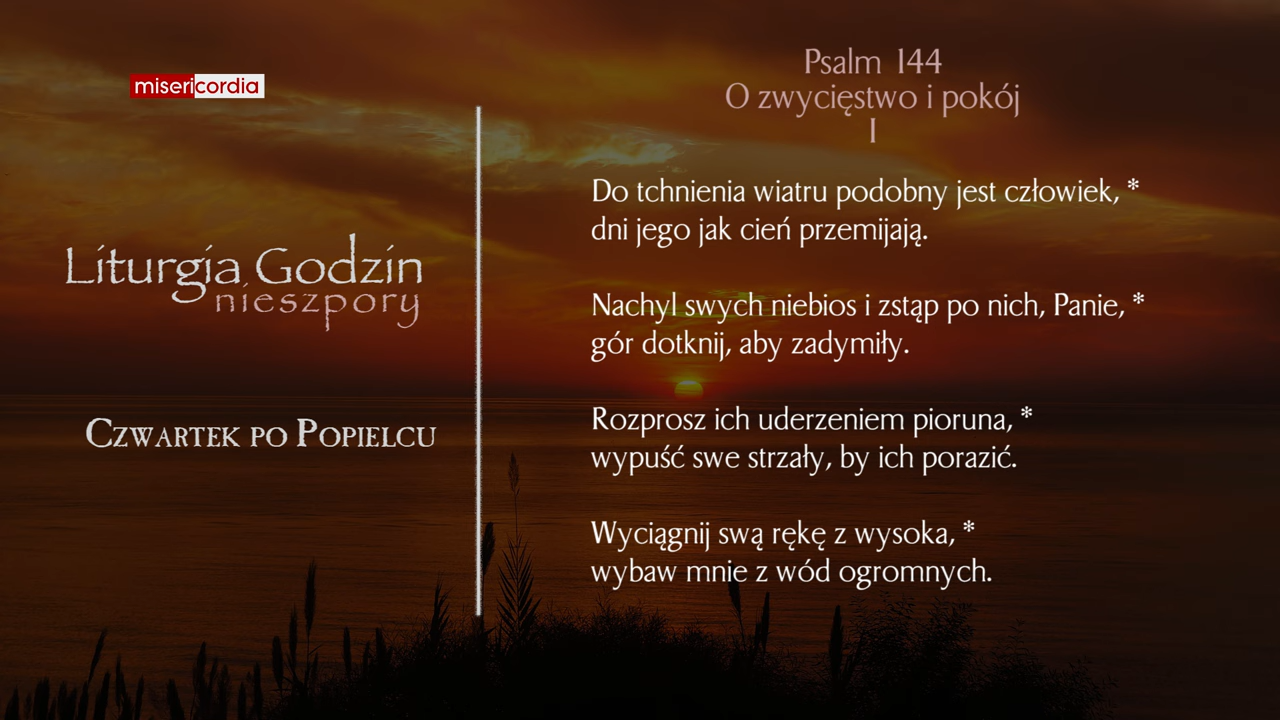 misericordia
Liturgia Godzin
nieszpory
Czwartek po Popielcu
Psalm 144
O zwycięstwo i pokój
I
Do tchnienia wiatru podobny jest człowiek, *
dni jego jak cień przemijają.
Nachyl swych niebios i zstąp po nich, Panie, *
gór dotknij, aby zadymiły.
Rozprosz ich uderzeniem pioruna, *
wypuść swe strzały, by ich porazić.
Wyciągnij swą rękę z wysoka, *
wybaw mnie z wód ogromnych.